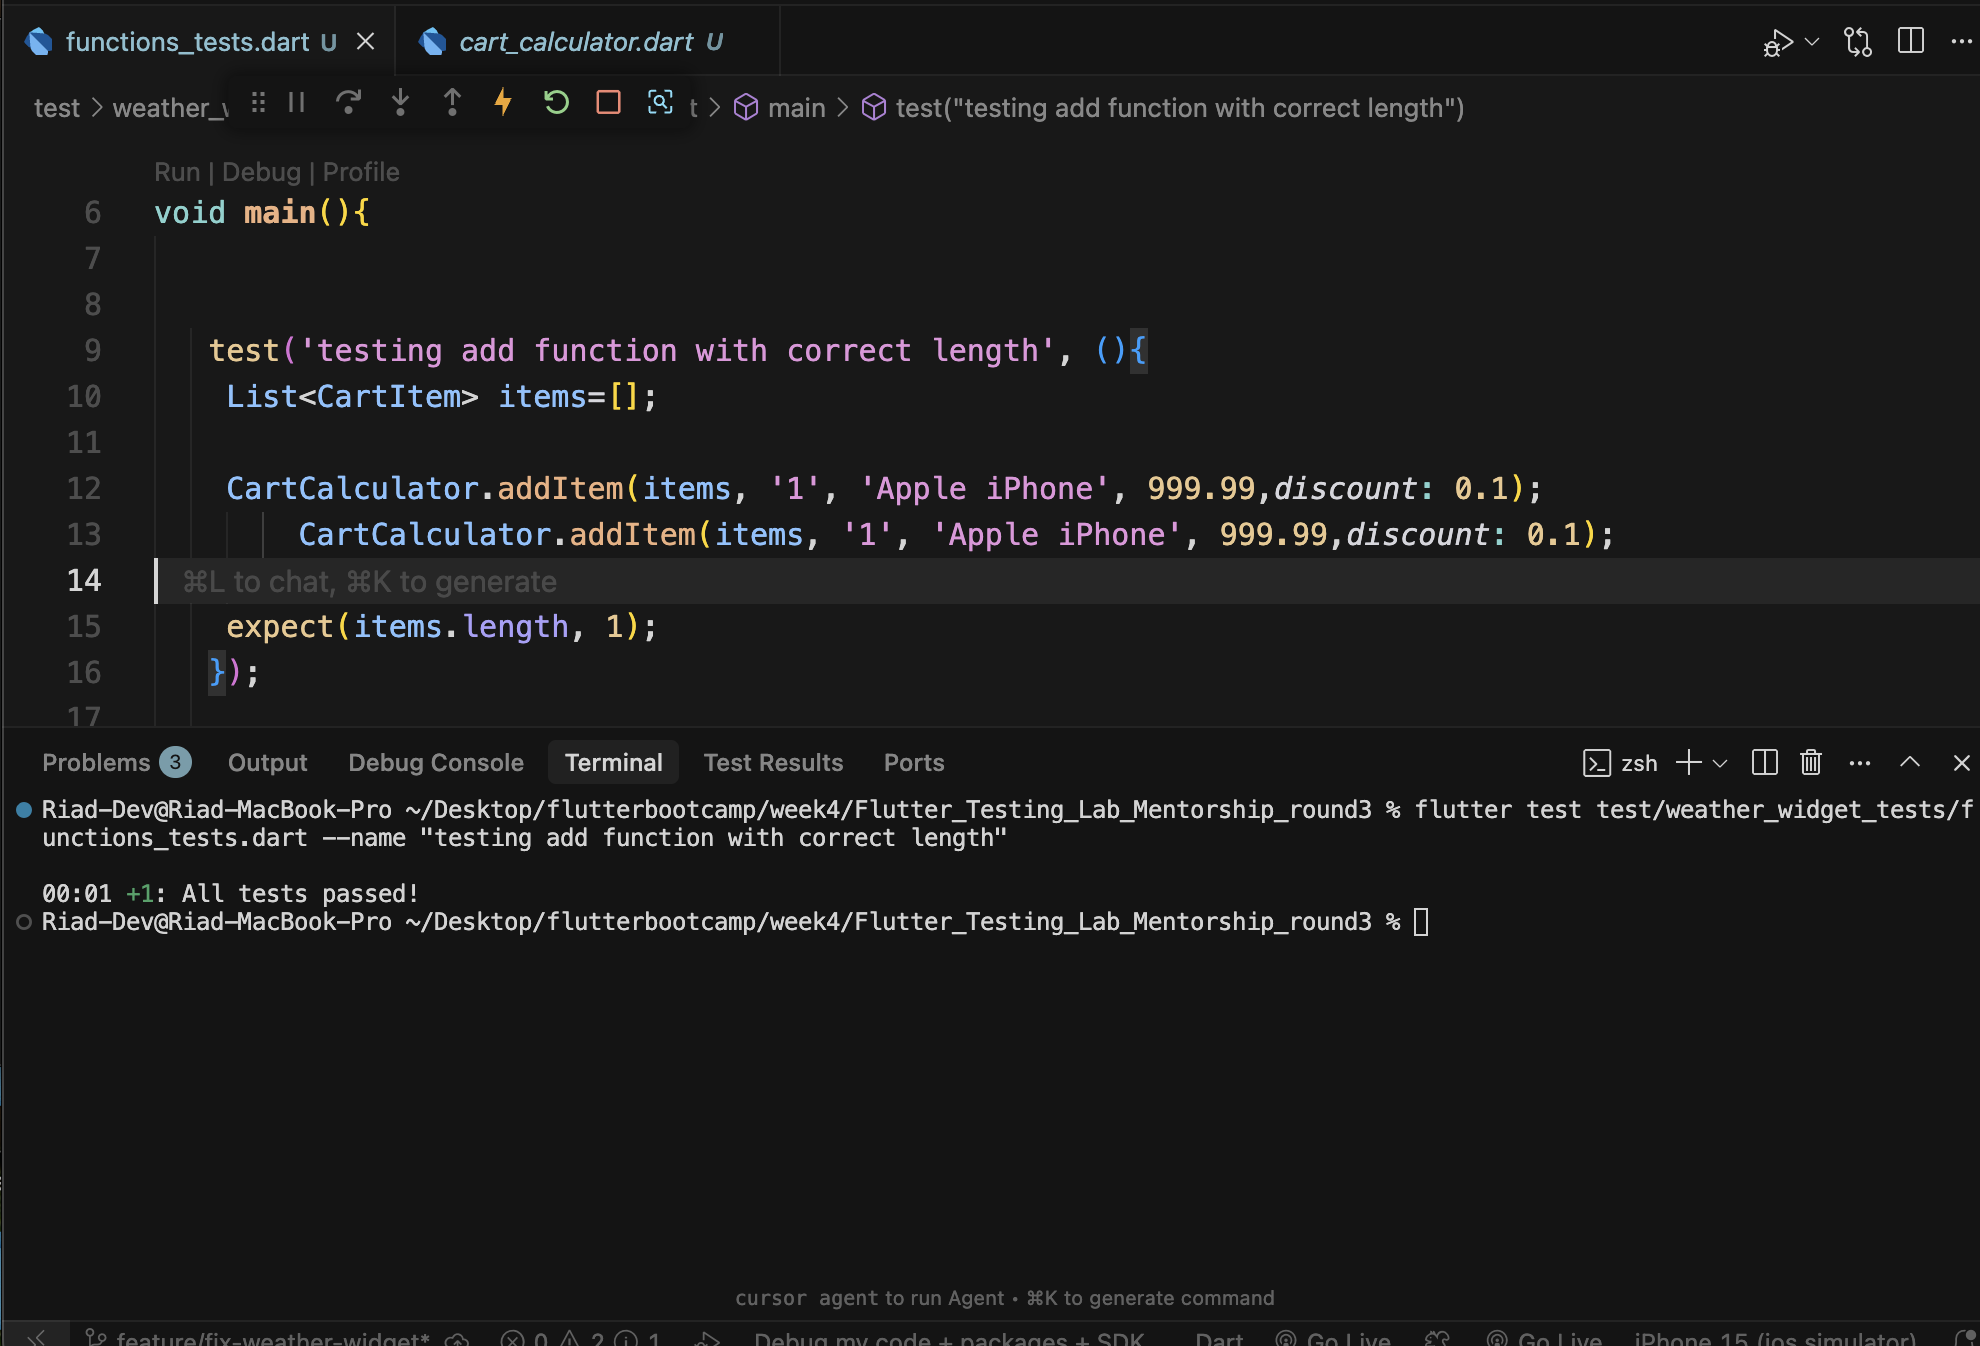 functions_tests.dart U
cart_calculator.dart U
test > weather_w t > main > test("testing add function with correct length")
Run | Debug | Profile
6 void main(){
7
8
9 test('testing add function with correct length', (){
10 List<CartItem> items=[];
11
12 CartCalculator.addItem(items, '1', 'Apple iPhone', 999.99,discount: 0.1);
13 CartCalculator.addItem(items, '1', 'Apple iPhone', 999.99,discount: 0.1);
14 ⌘L to chat, ⌘K to generate
15 expect(items.length, 1);
16 });
17
Problems 3 Output Debug Console Terminal Test Results Ports zsh
Riad-Dev@Riad-MacBook-Pro ~/Desktop/flutterbootcamp/week4/Flutter_Testing_Lab_Mentorship_round3 % flutter test test/weather_widget_tests/f
unctions_tests.dart --name "testing add function with correct length"
00:01 +1: All tests passed!
Riad-Dev@Riad-MacBook-Pro ~/Desktop/flutterbootcamp/week4/Flutter_Testing_Lab_Mentorship_round3 %
cursor agent to run Agent • ⌘K to generate command
feature/fix-weather-widget* 0 2 1 Debug my code + packages + SDK Dart Go Live Go Live iPhone 15 (ios simulator)